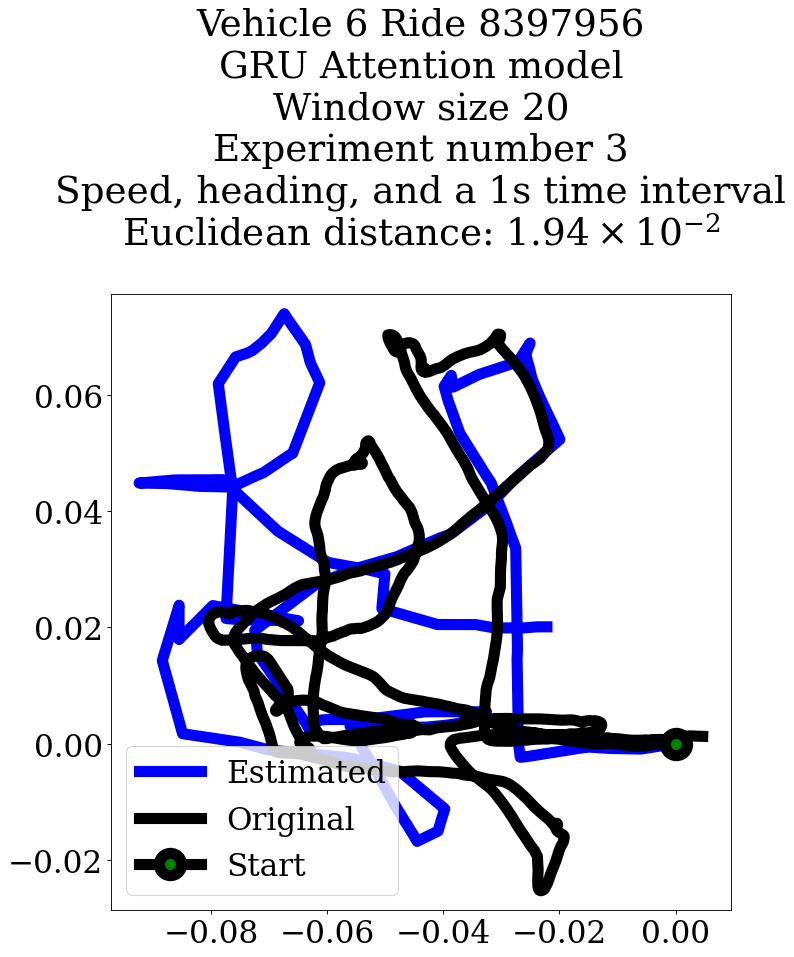 Vehicle 6 Ride 8397956
GRU Attention model
Window size 20
Experiment number 3
Speed, heading, and a 1s time interval
Euclidean distance: 1.94 × 10⁻²
0.06
0.04
0.02
0.00
−0.02
Estimated
Original
Start
−0.08 −0.06 −0.04 −0.02 0.00